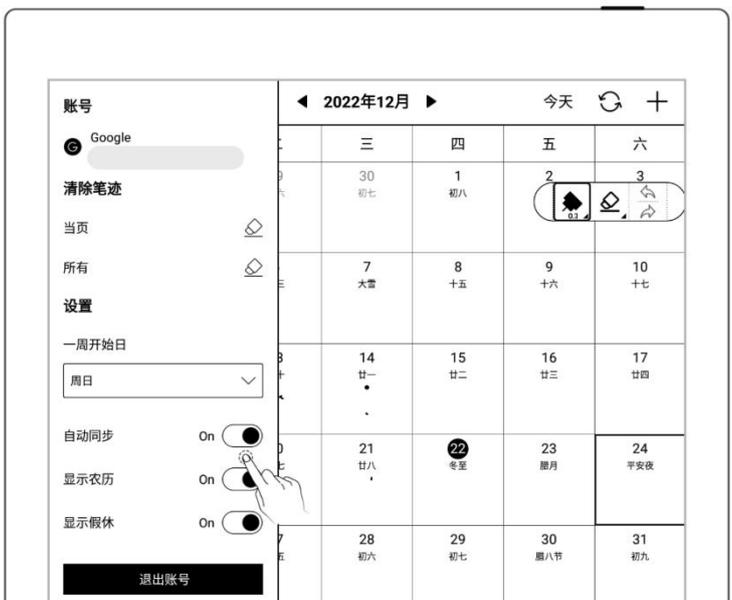 账号
Google
清除笔迹
当页
所有
设置
一周开始日
周日
自动同步 On
显示农历 On
显示假休 On
退出账号
2022年12月 今天
三 四 五 六
30 1 2 3
初七 初八
7 8 9 10
大雪 十五 十六 十七
14 15 16 17
廿一 廿二 廿三 廿四
21 22 23 24
廿八 冬至 腊月 平安夜
28 29 30 31
初六 初七 腊八节 初九
0.3